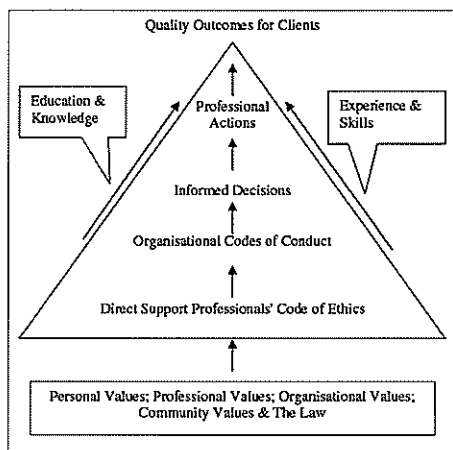 Quality Outcomes for Clients
Education &
Knowledge
Experience &
Skills
Professional
Actions
Informed Decisions
Organisational Codes of Conduct
Direct Support Professionals' Code of Ethics
Personal Values; Professional Values; Organisational Values;
Community Values & The Law